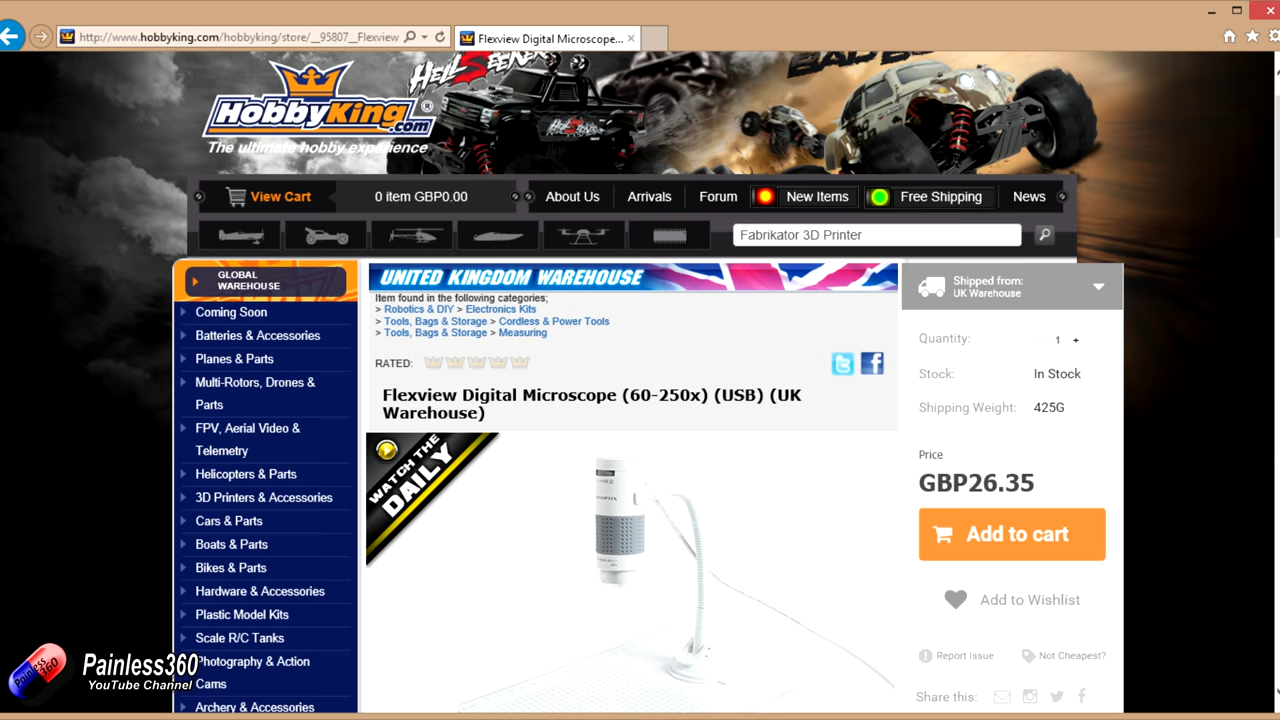 http://www.hobbyking.com/hobbyking/store/__95807__Flexview
Flexview Digital Microscope...
HELLSEEKER
HobbyKing.com®
The ultimate hobby experience
View Cart
0 item GBP0.00
About Us
Arrivals
Forum
New Items
Free Shipping
News
Fabrikator 3D Printer
GLOBAL
WAREHOUSE
Coming Soon
Batteries & Accessories
Planes & Parts
Multi-Rotors, Drones &
Parts
FPV, Aerial Video &
Telemetry
Helicopters & Parts
3D Printers & Accessories
Cars & Parts
Boats & Parts
Bikes & Parts
Hardware & Accessories
Plastic Model Kits
Scale R/C Tanks
Photography & Action
Cams
Archery & Accessories
UNITED KINGDOM WAREHOUSE
Item found in the following categories;
> Robotics & DIY > Electronics Kits
> Tools, Bags & Storage > Cordless & Power Tools
> Tools, Bags & Storage > Measuring
RATED:
Flexview Digital Microscope (60-250x) (USB) (UK
Warehouse)
WATCH THE
DAILY
Shipped from:
UK Warehouse
Quantity: - 1 +
Stock: In Stock
Shipping Weight: 425G
Price
GBP26.35
Add to cart
Add to Wishlist
Report Issue
Not Cheapest?
Share this:
Painless360
Painless360
YouTube Channel